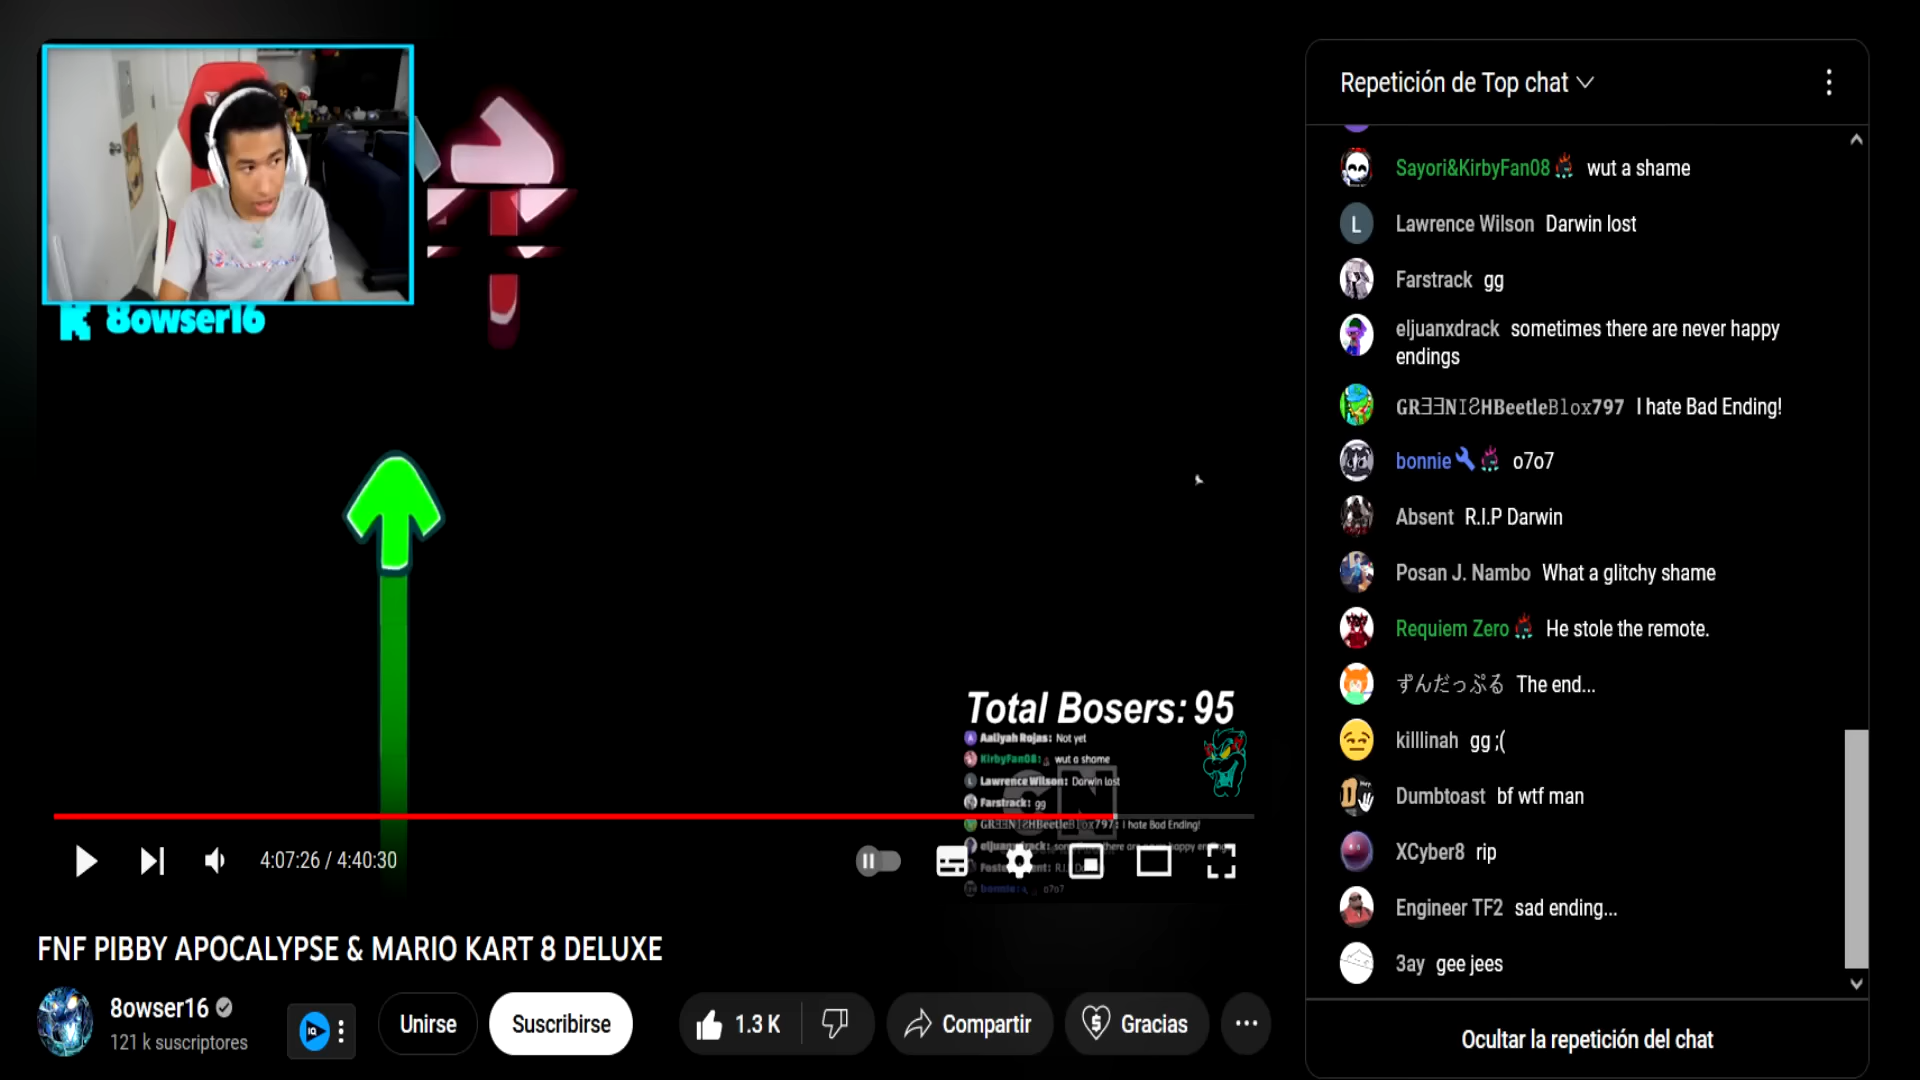 8owser16
Total Bosers: 95
Aaliyah Rojas: Not yet
KirbyFan08: wut a shame
Lawrence Wilson: Darwin lost
Farstrack: gg
GRƎƎNIƧHBeetleBlox797: I hate Bad Ending!
bonnie: o7o7
4:07:26 / 4:40:30
FNF PIBBY APOCALYPSE & MARIO KART 8 DELUXE
8owser16
121 k suscriptores
Unirse
Suscribirse
1.3 K
Compartir
Gracias
Repetición de Top chat
Sayori&KirbyFan08 wut a shame
Lawrence Wilson Darwin lost
Farstrack gg
eljuanxdrack sometimes there are never happy
endings
GRƎƎNIƧHBeetleBlox797 I hate Bad Ending!
bonnie o7o7
Absent R.I.P Darwin
Posan J. Nambo What a glitchy shame
Requiem Zero He stole the remote.
ずんだっぷる The end...
killlinah gg ;(
Dumbtoast bf wtf man
XCyber8 rip
Engineer TF2 sad ending...
3ay gee jees
Ocultar la repetición del chat